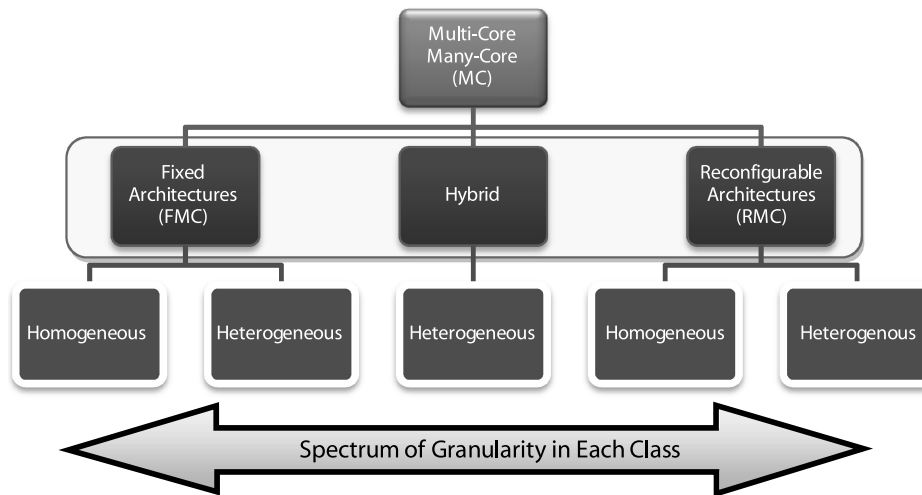 Multi-Core
Many-Core
(MC)
Fixed
Architectures
(FMC)
Hybrid
Reconfigurable
Architectures
(RMC)
Homogeneous
Heterogeneous
Heterogeneous
Homogeneous
Heterogenous
Spectrum of Granularity in Each Class